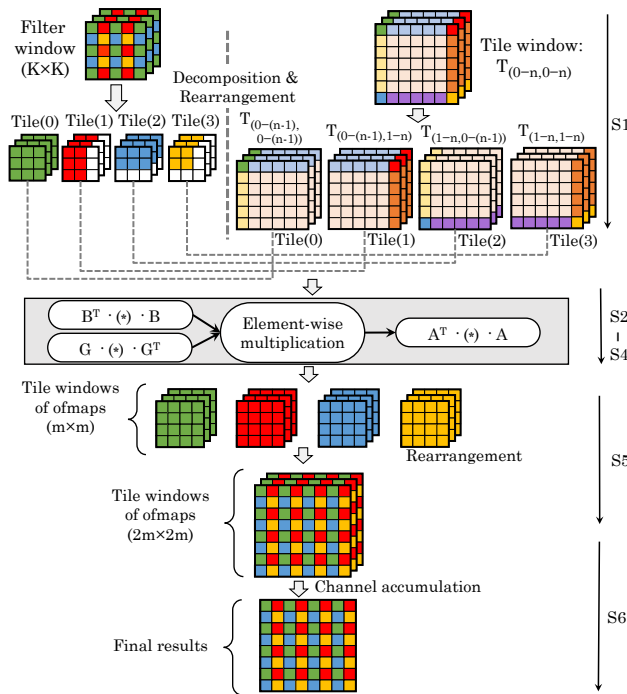 Filter
window
(K×K)
Decomposition &
Rearrangement
Tile window:
T(0−n,0−n)
S1
Tile(0)
Tile(1)
Tile(2)
Tile(3)
T(0−(n-1),
0−(n-1))
T(0−(n-1),1−n)
T(1−n,0−(n-1))
T(1−n,1−n)
Tile(0)
Tile(1)
Tile(2)
Tile(3)
B^T · (*) · B
G · (*) · G^T
Element-wise
multiplication
A^T · (*) · A
S2
–
S4
Tile windows
of ofmaps
(m×m)
Rearrangement
S5
Tile windows
of ofmaps
(2m×2m)
Channel accumulation
Final results
S6